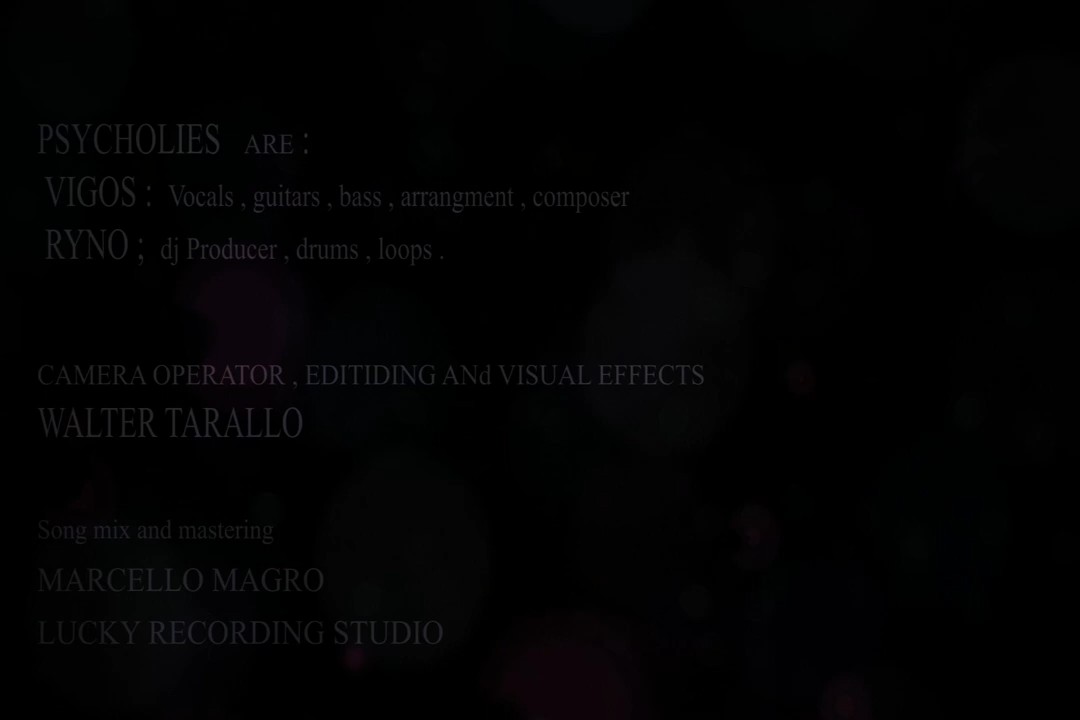 PSYCHOLIES ARE :
VIGOS : Vocals , guitars , bass , arrangment , composer
RYNO ; dj Producer , drums , loops .
CAMERA OPERATOR , EDITIDING ANd VISUAL EFFECTS
WALTER TARALLO
Song mix and mastering
MARCELLO MAGRO
LUCKY RECORDING STUDIO